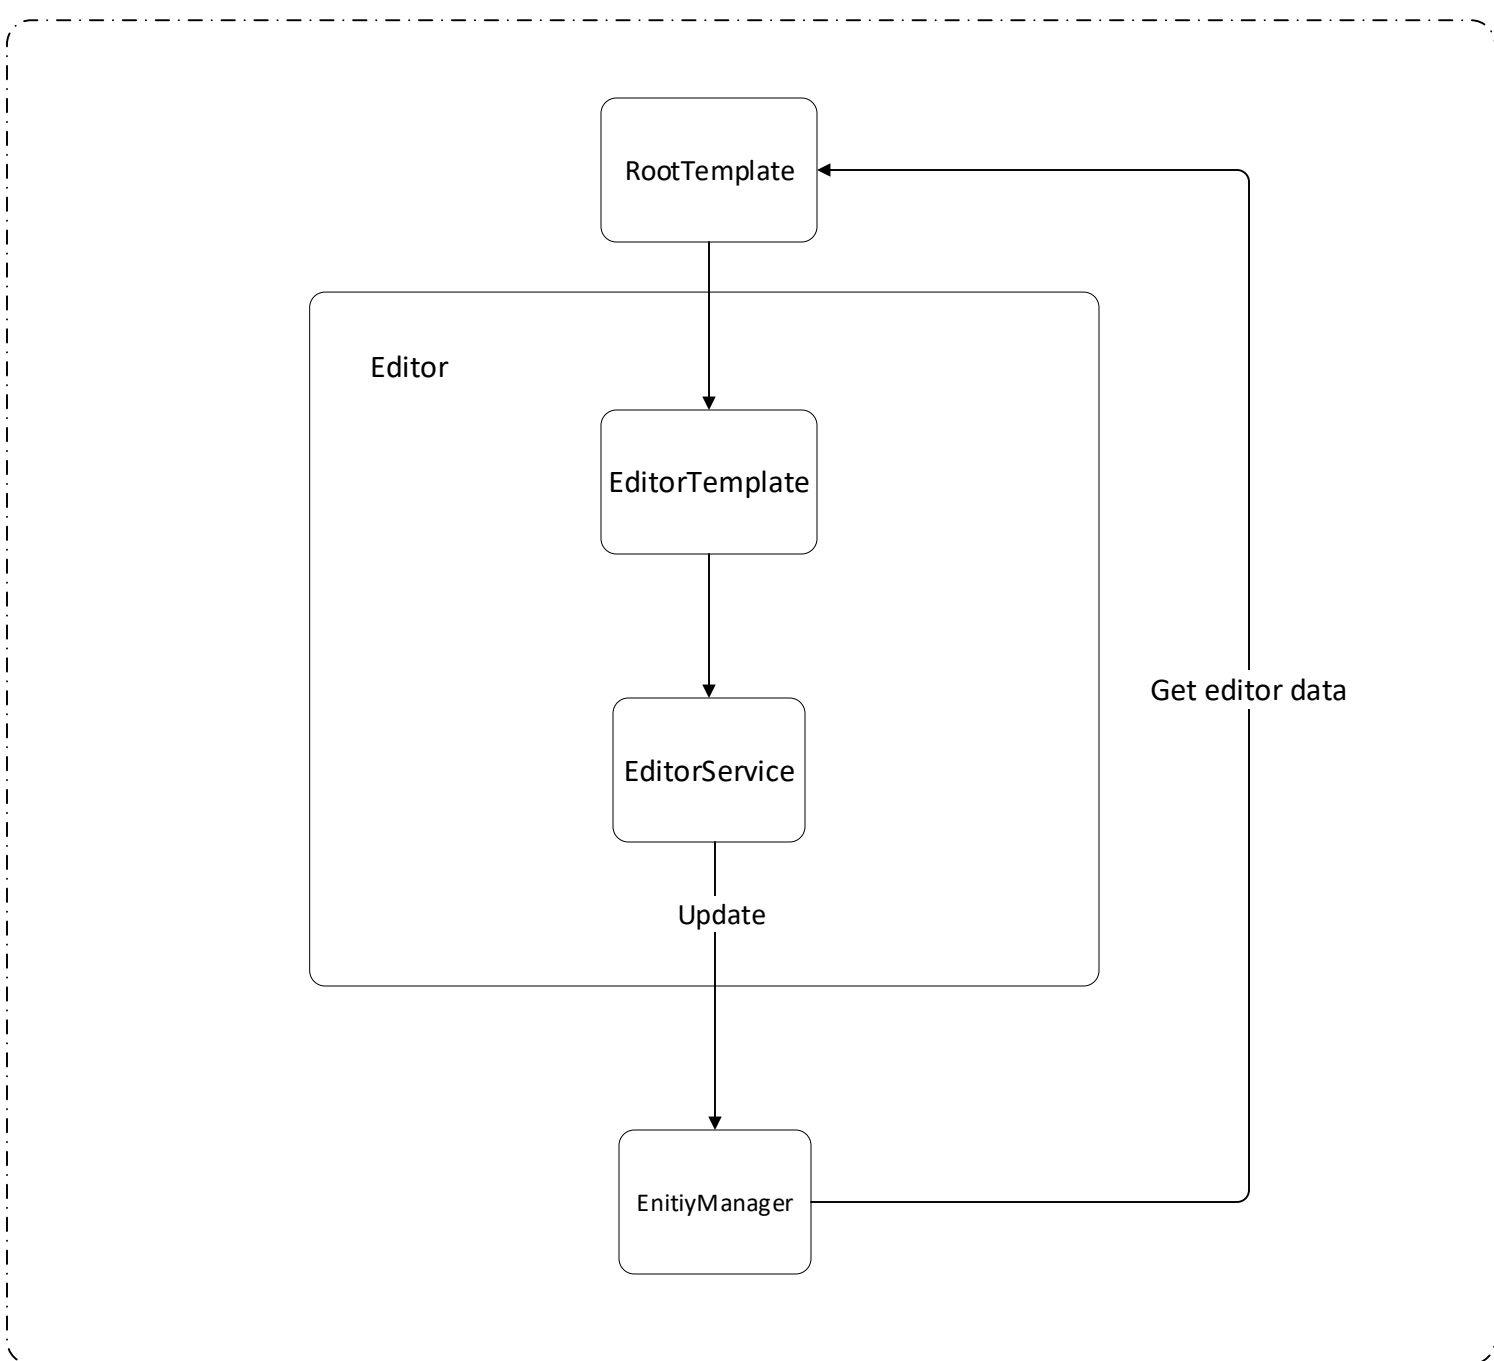 RootTemplate
Editor
EditorTemplate
Get editor data
EditorService
Update
EnitiyManager